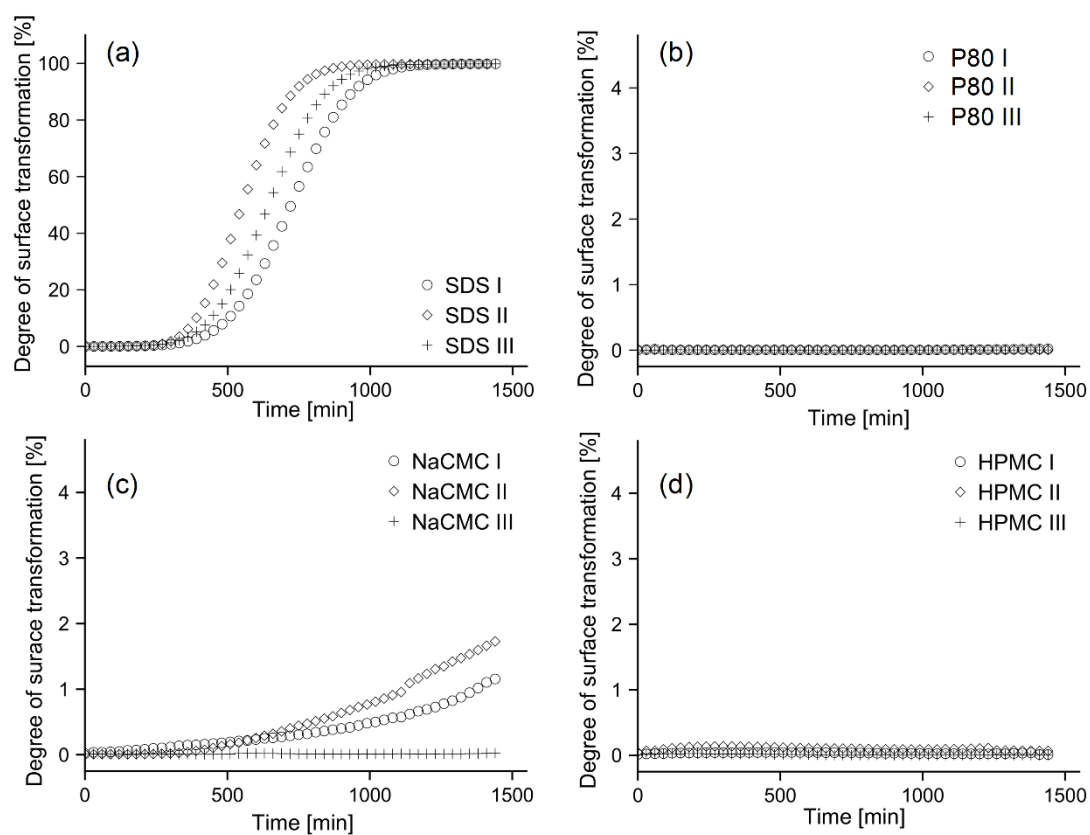 (a)
Degree of surface transformation [%]
100
80
60
40
20
0
SDS I
SDS II
SDS III
0
500
1000
1500
Time [min]
(b)
Degree of surface transformation [%]
4
3
2
1
0
P80 I
P80 II
P80 III
0
500
1000
1500
Time [min]
(c)
Degree of surace transformation [%]
4
3
2
1
0
NaCMC I
NaCMC II
NaCMC III
0
500
1000
1500
Time [min]
(d)
Degree of surface transformation [%]
4
3
2
1
0
HPMC I
HPMC II
HPMC III
0
500
1000
1500
Time [min]